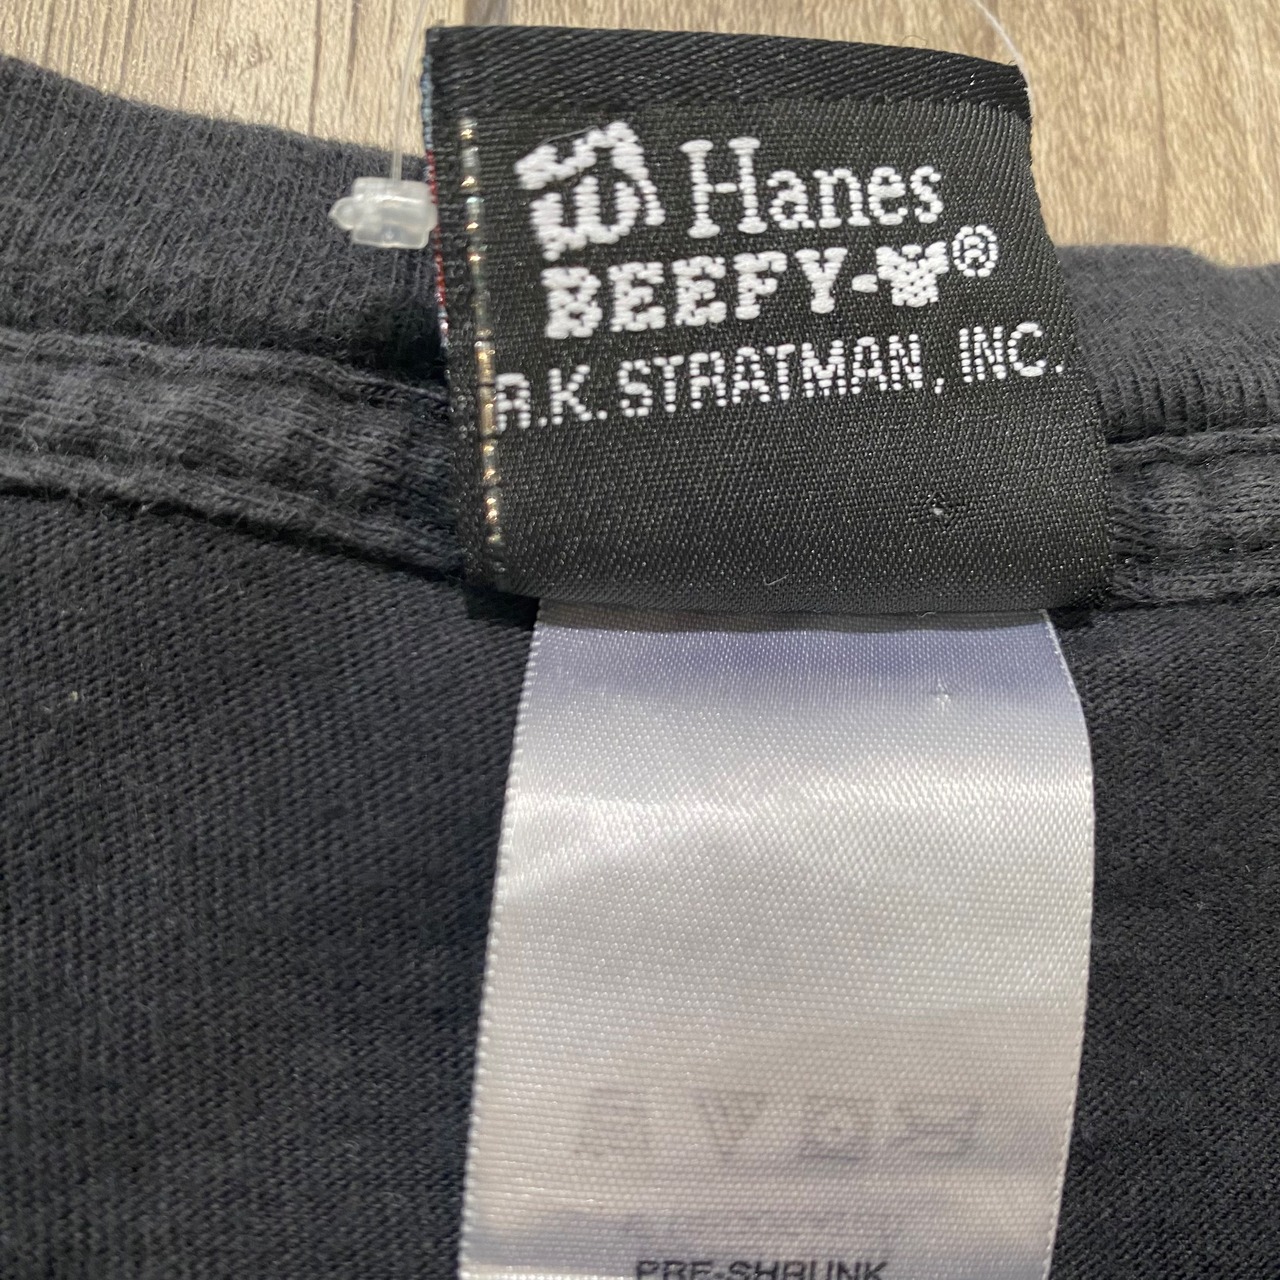 Hanes
BEEFY-T®
R.K. STRATMAN, INC.
PRE-SHRUNK